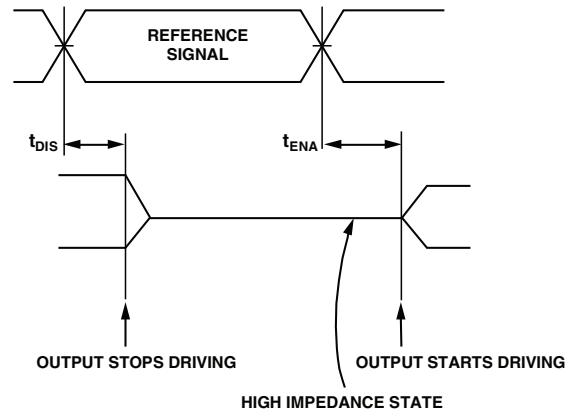 REFERENCE
SIGNAL
tDIS
tENA
OUTPUT STOPS DRIVING
OUTPUT STARTS DRIVING
HIGH IMPEDANCE STATE